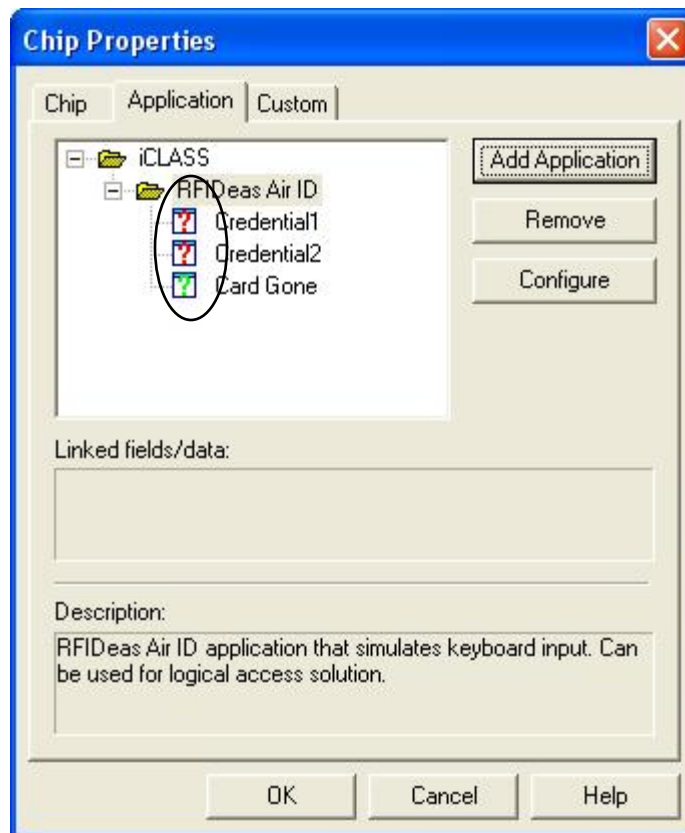 Chip Properties
Chip Application Custom
iCLASS
RFIDeas Air ID
Credential1
Credential2
Card Gone
Add Application
Remove
Configure
Linked fields/data:
Description:
RFIDeas Air ID application that simulates keyboard input. Can
be used for logical access solution.
OK Cancel Help